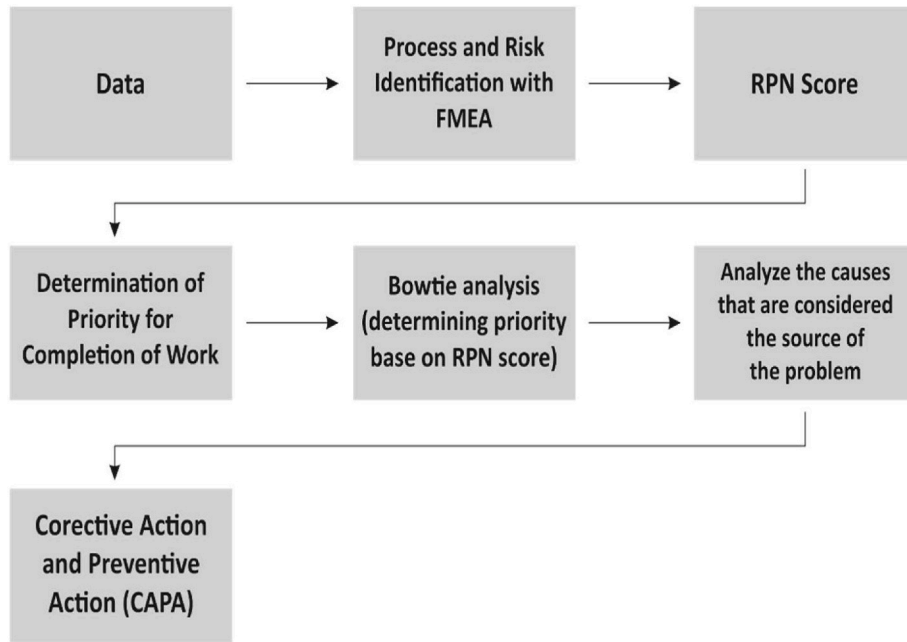 Data
Process and Risk
Identification with
FMEA
RPN Score
Determination of
Priority for
Completion of Work
Bowtie analysis
(determining priority
base on RPN score)
Analyze the causes
that are considered
the source of
the problem
Corective Action
and Preventive
Action (CAPA)